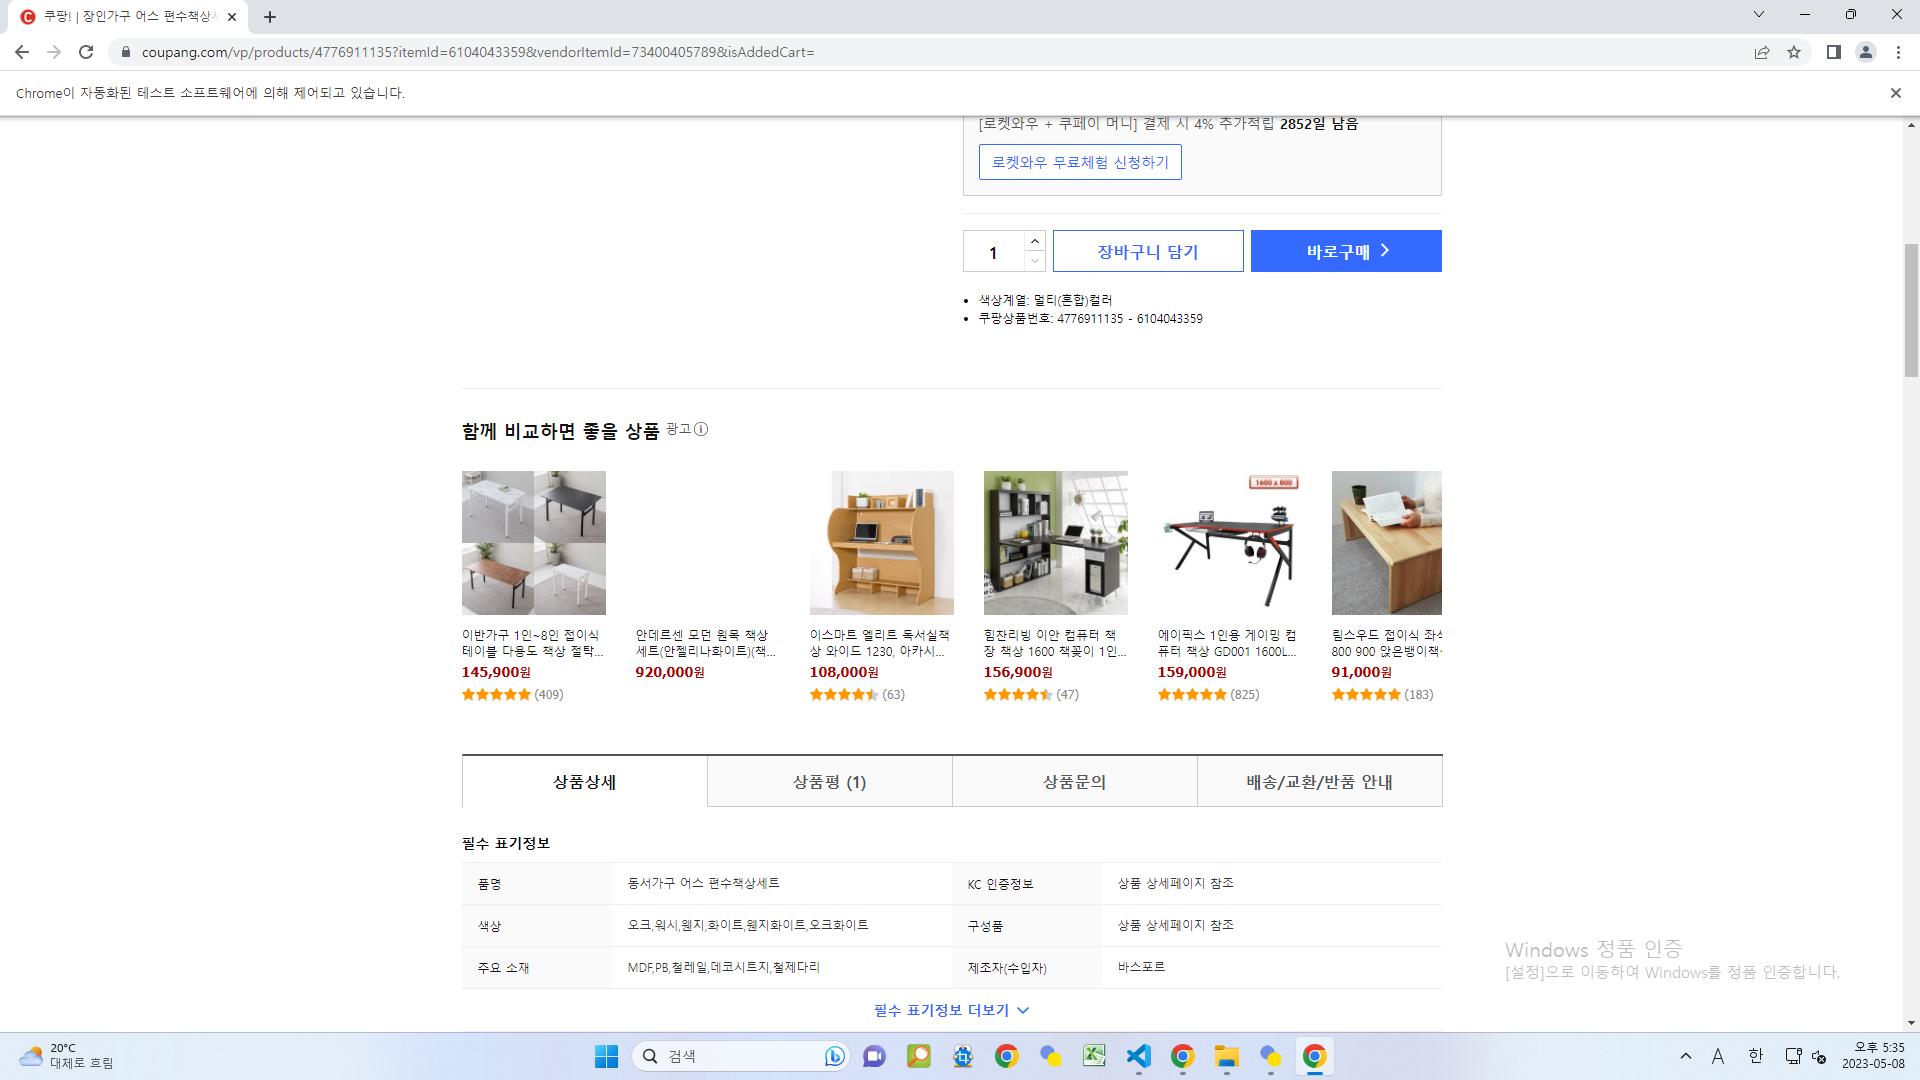 쿠팡! | 장인가구 어스 편수책상
coupang.com/vp/products/4776911135?itemId=6104043359&vendorItemId=73400405789&isAddedCart=
Chrome이 자동화된 테스트 소프트웨어에 의해 제어되고 있습니다.
[로켓와우 + 쿠페이 머니] 결제 시 4% 추가적립 2852일 남음
로켓와우 무료체험 신청하기
1
장바구니 담기
바로구매
색상계열: 멀티(혼합)컬러
쿠팡상품번호: 4776911135 - 6104043359
함께 비교하면 좋을 상품 광고
1600 x 800
이반가구 1인~8인 접이식
테이블 다용도 책상 절탁...
145,900원
(409)
안데르센 모던 원목 책상
세트(안젤리나화이트)(책...
920,000원
이스마트 엘리트 독서실책
상 와이드 1230, 아카시...
108,000원
(63)
힘찬리빙 이안 컴퓨터 책
장 책상 1600 책꽂이 1인...
156,900원
(47)
에이픽스 1인용 게이밍 컴
퓨터 책상 GD001 1600L...
159,000원
(825)
림스우드 접이식 좌식
800 900 앉은뱅이책상
91,000원
(183)
상품상세
상품평 (1)
상품문의
배송/교환/반품 안내
필수 표기정보
품명
동서가구 어스 편수책상세트
KC 인증정보
상품 상세페이지 참조
색상
오크,워시,웬지,화이트,웬지화이트,오크화이트
구성품
상품 상세페이지 참조
주요 소재
MDF,PB,철레일,데코시트지,철제다리
제조자(수입자)
바스포르
필수 표기정보 더보기
Windows 정품 인증
[설정]으로 이동하여 Windows를 정품 인증합니다.
20°C
대체로 흐림
검색
A
한
오후 5:35
2023-05-08